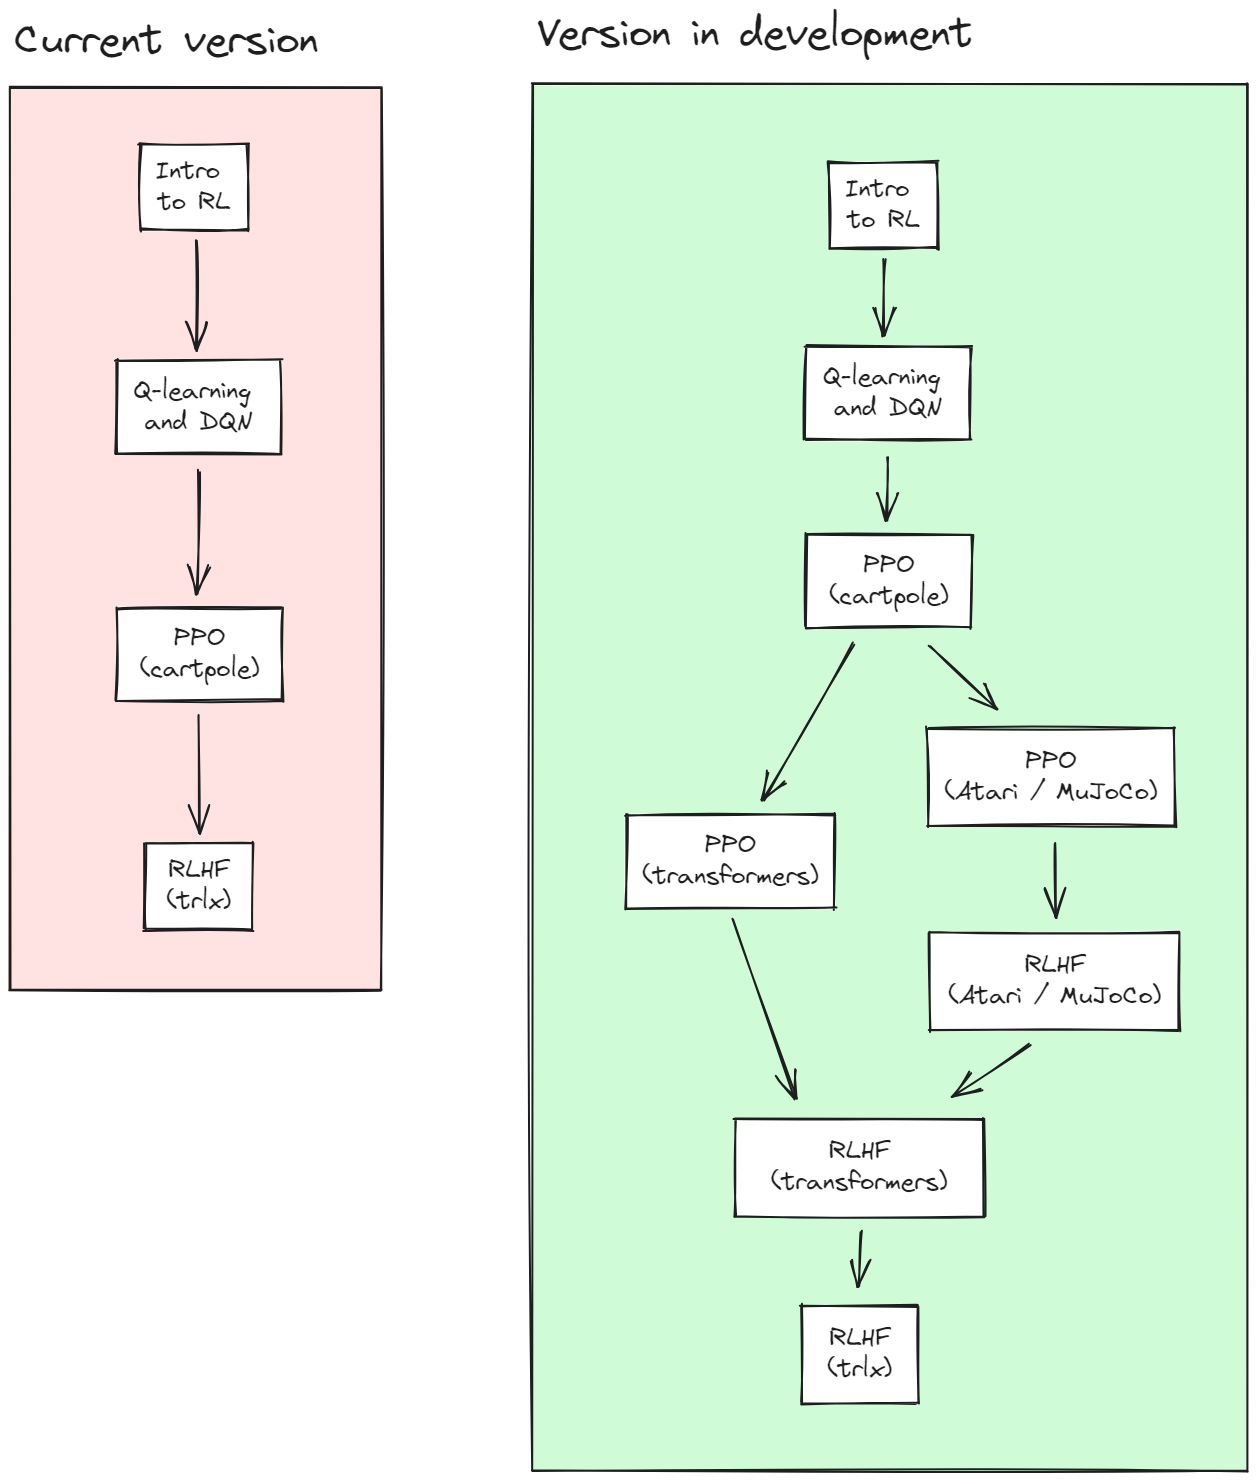 Current version
Intro
to RL
Q-learning
and DQN
PPO
(cartpole)
RLHF
(trlx)
Version in development
Intro
to RL
Q-learning
and DQN
PPO
(cartpole)
PPO
(transformers)
PPO
(Atari / MuJoCo)
RLHF
(Atari / MuJoCo)
RLHF
(transformers)
RLHF
(trlx)